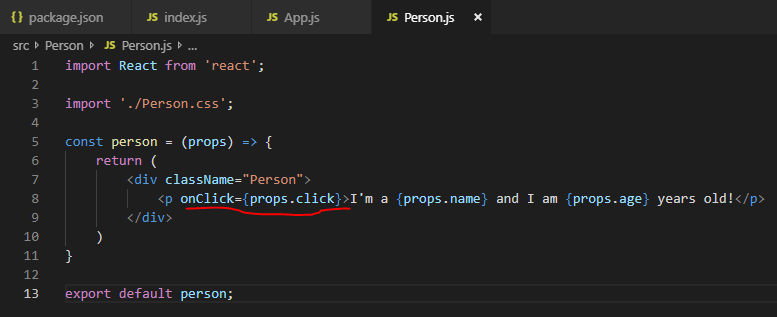 {} package.json JS index.js JS App.js JS Person.js ×
src > Person > JS Person.js > ...
1 import React from 'react';
2
3 import './Person.css';
4
5 const person = (props) => {
6 return (
7 <div className="Person">
8 <p onClick={props.click}>I'm a {props.name} and I am {props.age} years old!</p>
9 </div>
10 )
11 }
12
13 export default person;